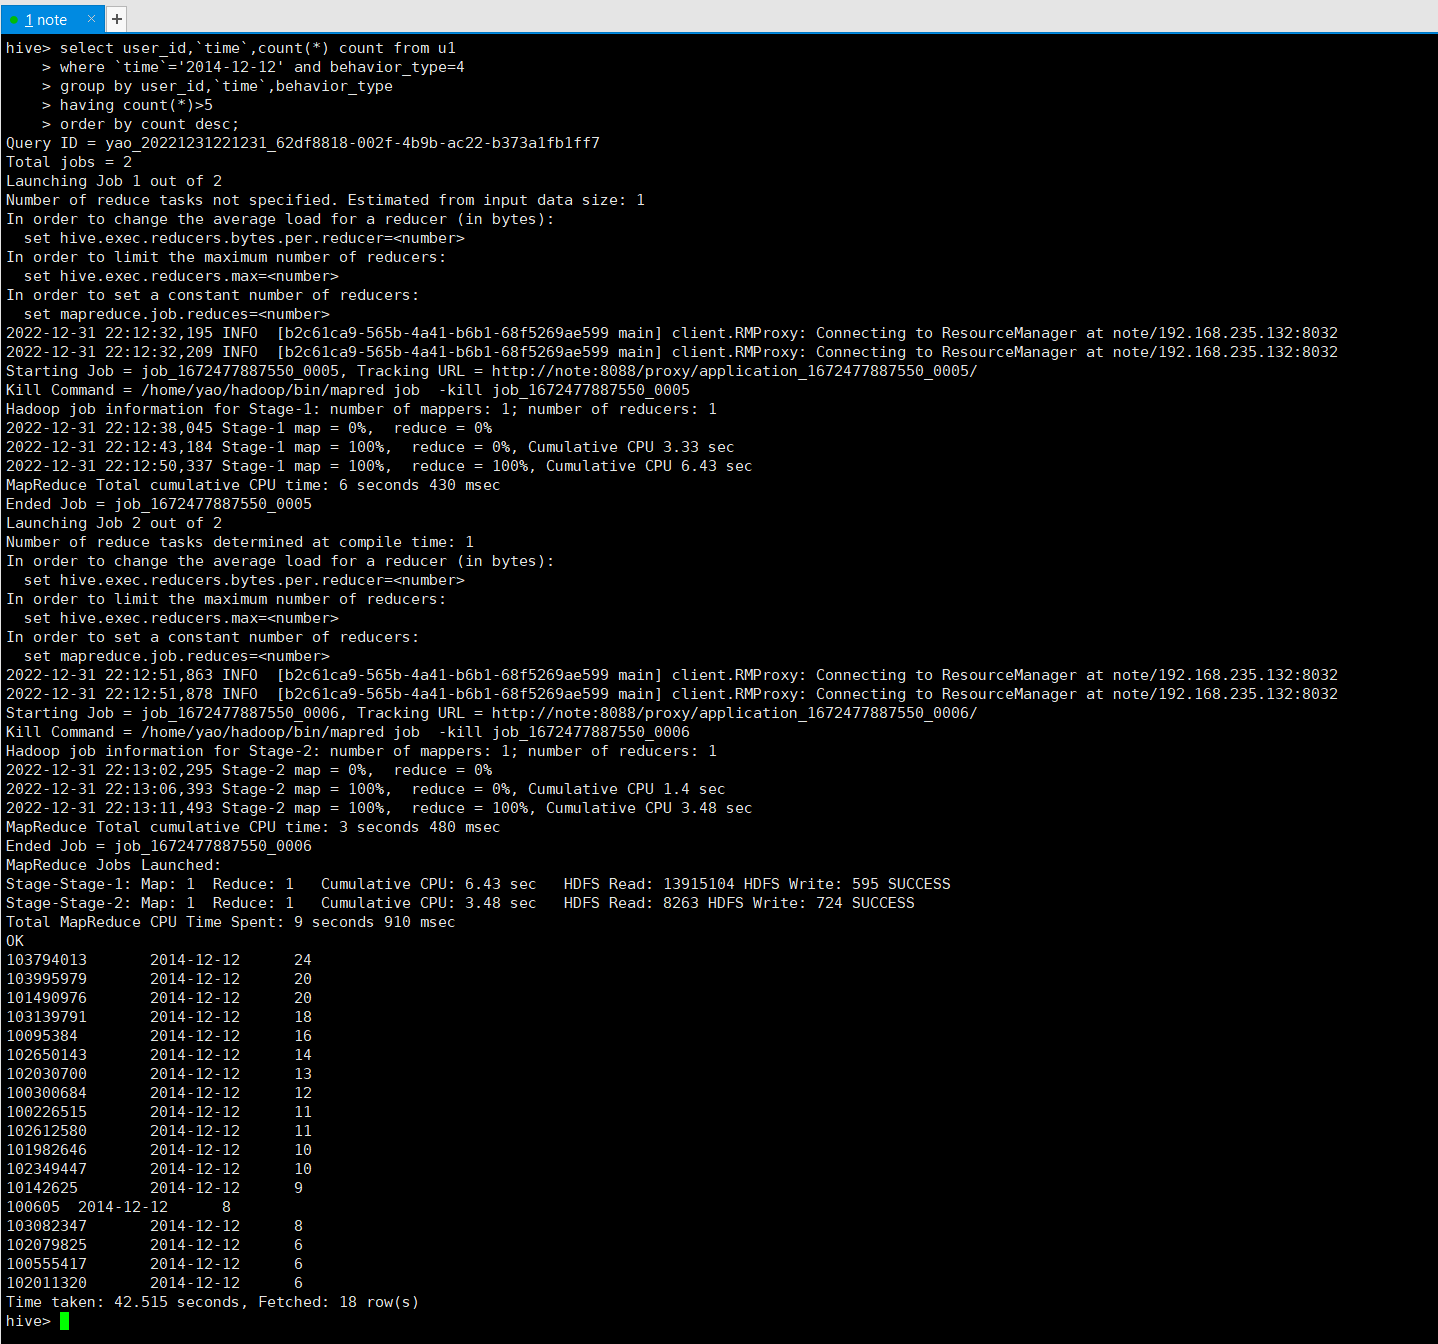 1 note × +
hive> select user_id,`time`,count(*) count from u1
    > where `time`='2014-12-12' and behavior_type=4
    > group by user_id,`time`,behavior_type
    > having count(*)>5
    > order by count desc;
Query ID = yao_20221231221231_62df8818-002f-4b9b-ac22-b373a1fb1ff7
Total jobs = 2
Launching Job 1 out of 2
Number of reduce tasks not specified. Estimated from input data size: 1
In order to change the average load for a reducer (in bytes):
  set hive.exec.reducers.bytes.per.reducer=<number>
In order to limit the maximum number of reducers:
  set hive.exec.reducers.max=<number>
In order to set a constant number of reducers:
  set mapreduce.job.reduces=<number>
2022-12-31 22:12:32,195 INFO  [b2c61ca9-565b-4a41-b6b1-68f5269ae599 main] client.RMProxy: Connecting to ResourceManager at note/192.168.235.132:8032
2022-12-31 22:12:32,209 INFO  [b2c61ca9-565b-4a41-b6b1-68f5269ae599 main] client.RMProxy: Connecting to ResourceManager at note/192.168.235.132:8032
Starting Job = job_1672477887550_0005, Tracking URL = http://note:8088/proxy/application_1672477887550_0005/
Kill Command = /home/yao/hadoop/bin/mapred job  -kill job_1672477887550_0005
Hadoop job information for Stage-1: number of mappers: 1; number of reducers: 1
2022-12-31 22:12:38,045 Stage-1 map = 0%,  reduce = 0%
2022-12-31 22:12:43,184 Stage-1 map = 100%,  reduce = 0%, Cumulative CPU 3.33 sec
2022-12-31 22:12:50,337 Stage-1 map = 100%,  reduce = 100%, Cumulative CPU 6.43 sec
MapReduce Total cumulative CPU time: 6 seconds 430 msec
Ended Job = job_1672477887550_0005
Launching Job 2 out of 2
Number of reduce tasks determined at compile time: 1
In order to change the average load for a reducer (in bytes):
  set hive.exec.reducers.bytes.per.reducer=<number>
In order to limit the maximum number of reducers:
  set hive.exec.reducers.max=<number>
In order to set a constant number of reducers:
  set mapreduce.job.reduces=<number>
2022-12-31 22:12:51,863 INFO  [b2c61ca9-565b-4a41-b6b1-68f5269ae599 main] client.RMProxy: Connecting to ResourceManager at note/192.168.235.132:8032
2022-12-31 22:12:51,878 INFO  [b2c61ca9-565b-4a41-b6b1-68f5269ae599 main] client.RMProxy: Connecting to ResourceManager at note/192.168.235.132:8032
Starting Job = job_1672477887550_0006, Tracking URL = http://note:8088/proxy/application_1672477887550_0006/
Kill Command = /home/yao/hadoop/bin/mapred job  -kill job_1672477887550_0006
Hadoop job information for Stage-2: number of mappers: 1; number of reducers: 1
2022-12-31 22:13:02,295 Stage-2 map = 0%,  reduce = 0%
2022-12-31 22:13:06,393 Stage-2 map = 100%,  reduce = 0%, Cumulative CPU 1.4 sec
2022-12-31 22:13:11,493 Stage-2 map = 100%,  reduce = 100%, Cumulative CPU 3.48 sec
MapReduce Total cumulative CPU time: 3 seconds 480 msec
Ended Job = job_1672477887550_0006
MapReduce Jobs Launched:
Stage-Stage-1: Map: 1  Reduce: 1   Cumulative CPU: 6.43 sec   HDFS Read: 13915104 HDFS Write: 595 SUCCESS
Stage-Stage-2: Map: 1  Reduce: 1   Cumulative CPU: 3.48 sec   HDFS Read: 8263 HDFS Write: 724 SUCCESS
Total MapReduce CPU Time Spent: 9 seconds 910 msec
OK
103794013       2014-12-12      24
103995979       2014-12-12      20
101490976       2014-12-12      20
103139791       2014-12-12      18
10095384        2014-12-12      16
102650143       2014-12-12      14
102030700       2014-12-12      13
100300684       2014-12-12      12
100226515       2014-12-12      11
102612580       2014-12-12      11
101982646       2014-12-12      10
102349447       2014-12-12      10
10142625        2014-12-12      9
100605  2014-12-12      8
103082347       2014-12-12      8
102079825       2014-12-12      6
100555417       2014-12-12      6
102011320       2014-12-12      6
Time taken: 42.515 seconds, Fetched: 18 row(s)
hive>